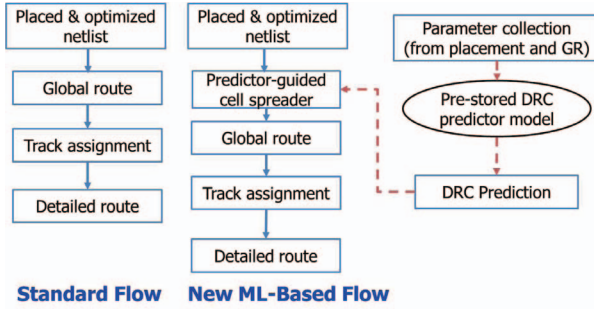 Placed & optimized
netlist
Global route
Track assignment
Detailed route
Standard Flow
Placed & optimized
netlist
Predictor-guided
cell spreader
Global route
Track assignment
Detailed route
New ML-Based Flow
Parameter collection
(from placement and GR)
Pre-stored DRC
predictor model
DRC Prediction